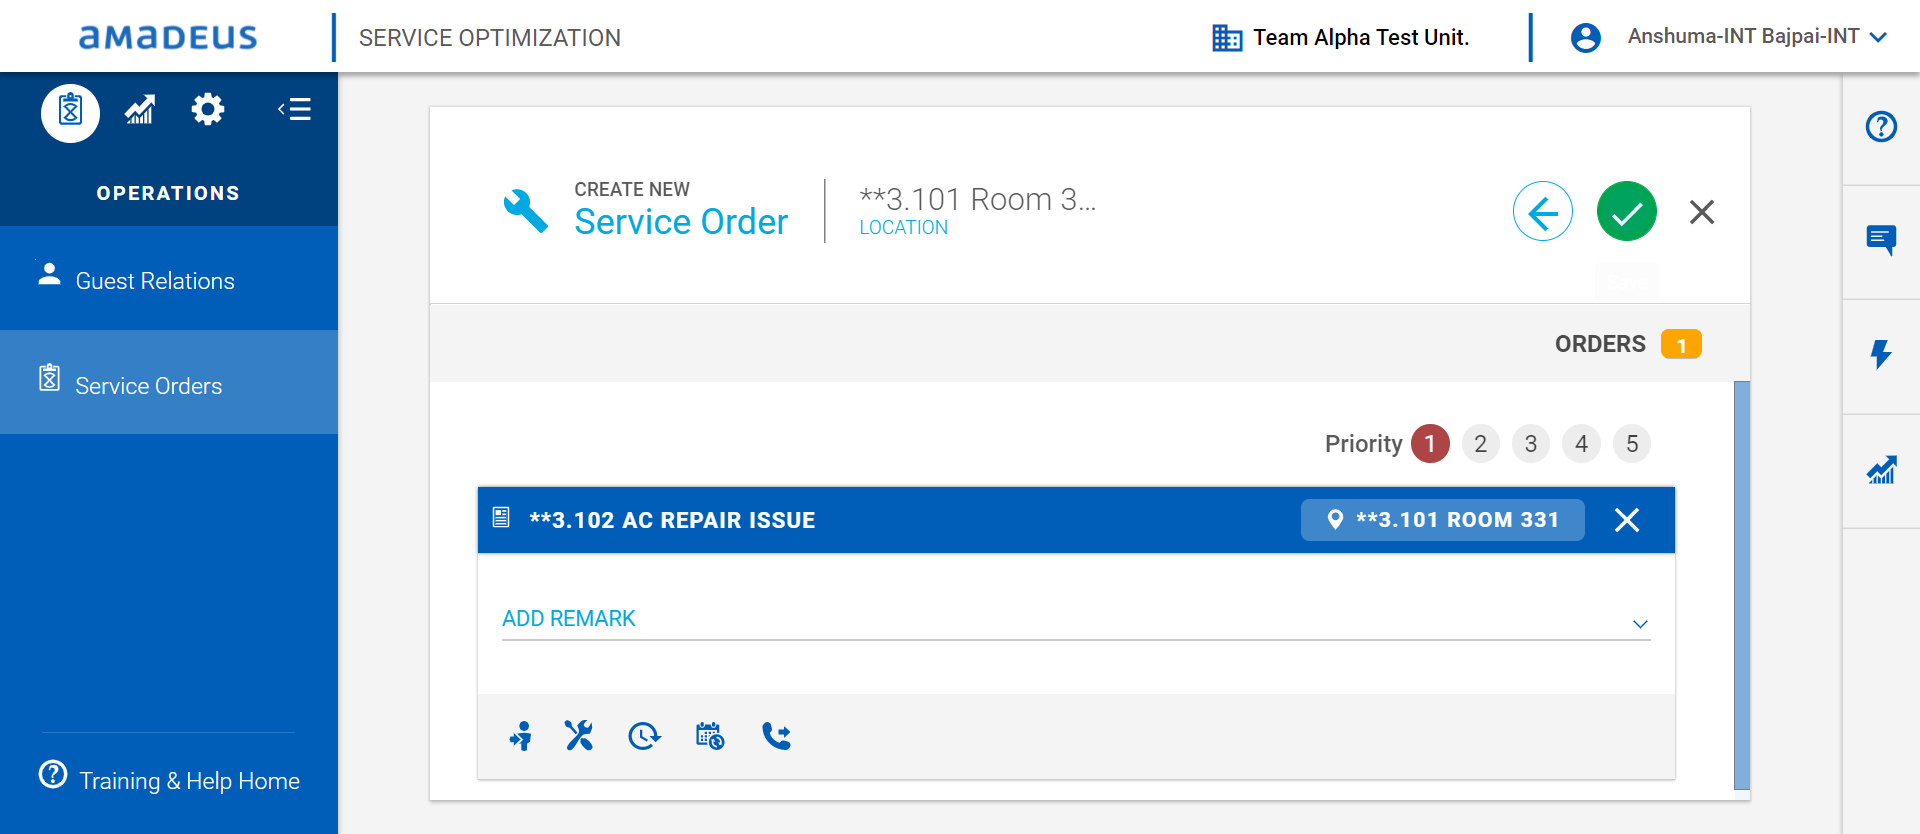 amadeus
SERVICE OPTIMIZATION
Team Alpha Test Unit.
Anshuma-INT Bajpai-INT
OPERATIONS
Guest Relations
Service Orders
Training & Help Home
CREATE NEW
Service Order
**3.101 Room 3...
LOCATION
ORDERS 1
Priority 1 2 3 4 5
**3.102 AC REPAIR ISSUE
**3.101 ROOM 331
ADD REMARK